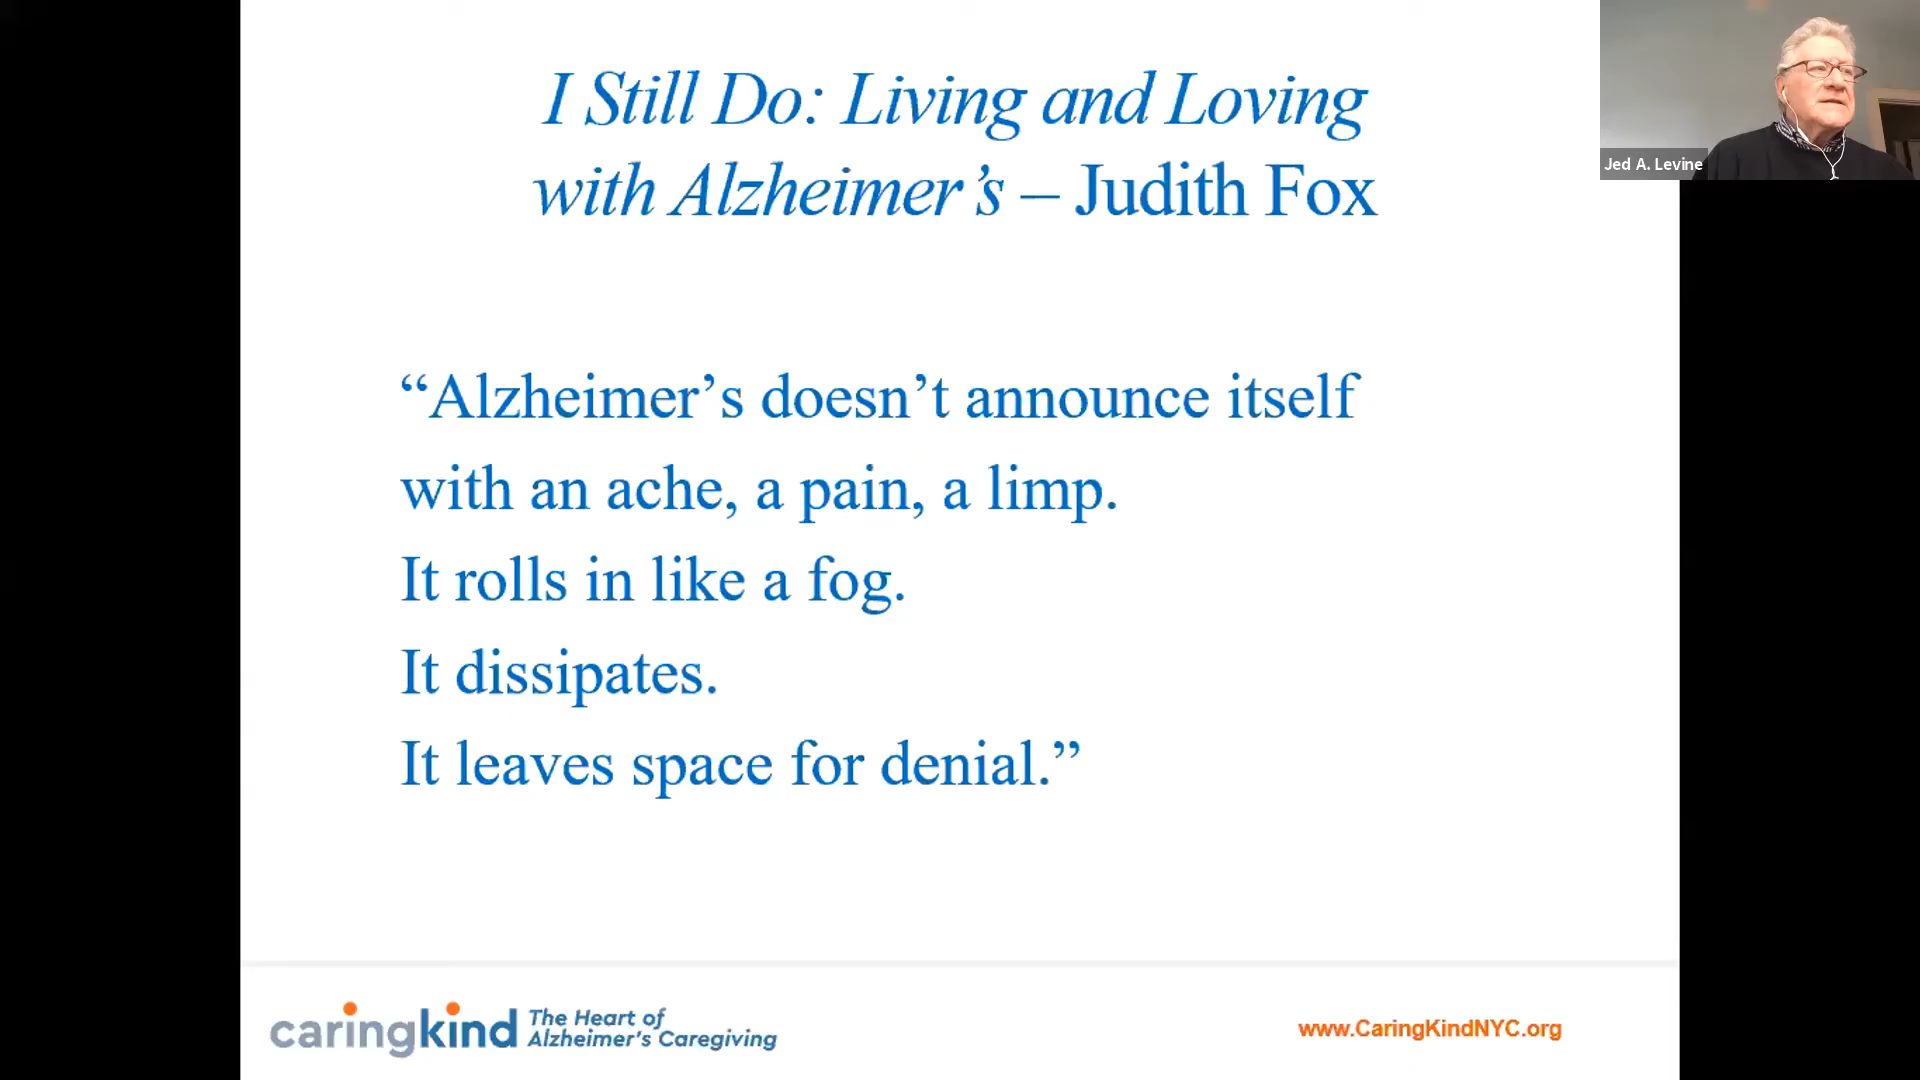 I Still Do: Living and Loving
with Alzheimer’s – Judith Fox
Jed A. Levine
“Alzheimer’s doesn’t announce itself
with an ache, a pain, a limp.
It rolls in like a fog.
It dissipates.
It leaves space for denial.”
caringkind
The Heart of
Alzheimer's Caregiving
www.CaringKindNYC.org